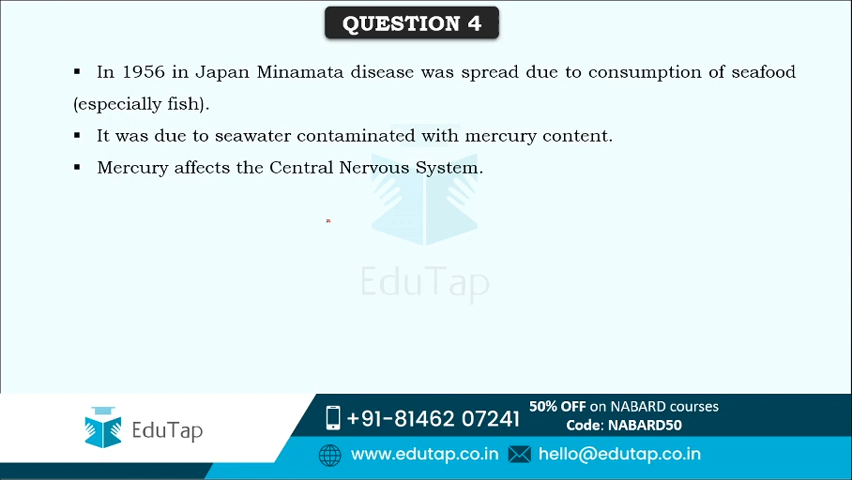 QUESTION 4
▪ In 1956 in Japan Minamata disease was spread due to consumption of seafood
(especially fish).
▪ It was due to seawater contaminated with mercury content.
▪ Mercury affects the Central Nervous System.
EduTap
EduTap
+91-81462 07241
50% OFF on NABARD courses
Code: NABARD50
www.edutap.co.in
hello@edutap.co.in